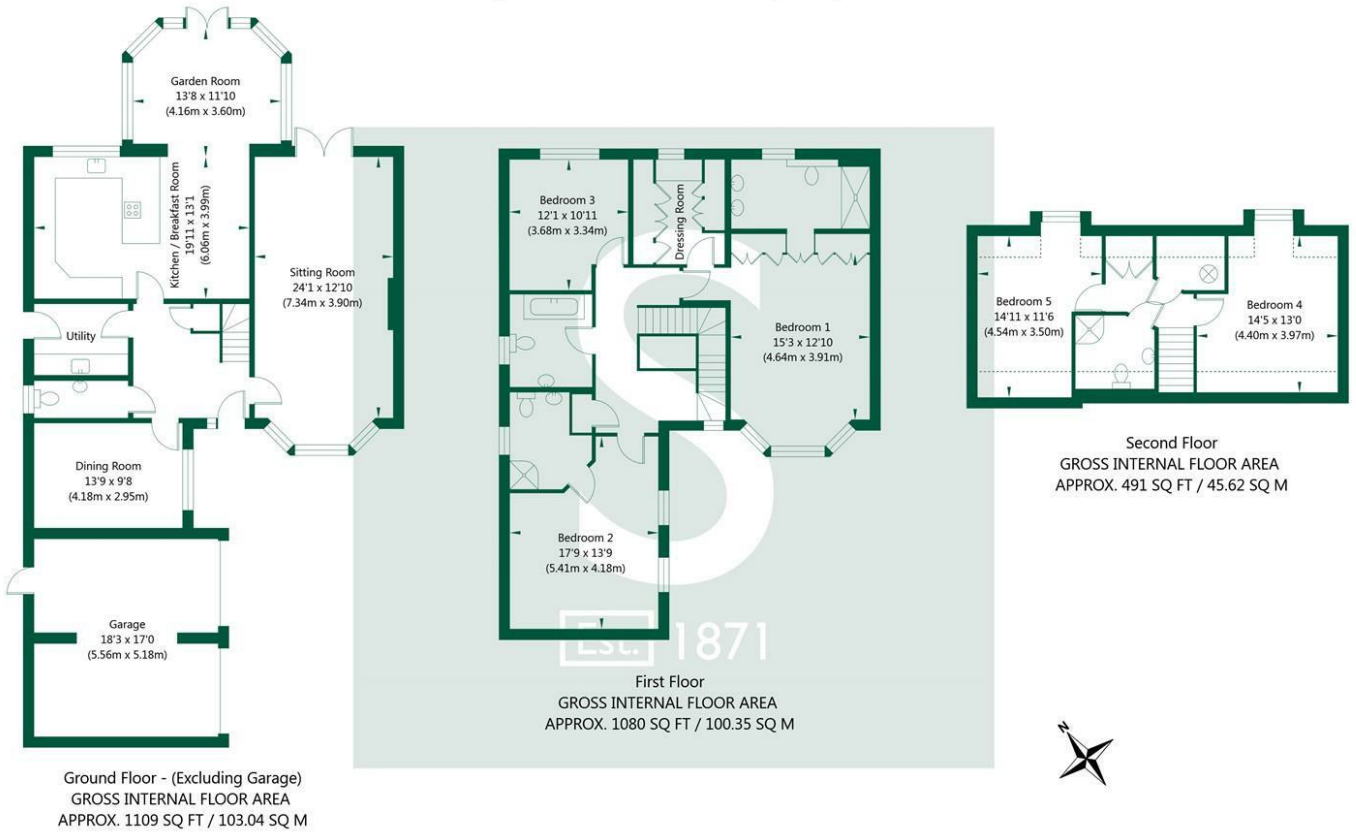 Garden Room
13'8 x 11'10
(4.16m x 3.60m)
Kitchen / Breakfast Room
19'11 x 13'1
(6.06m x 3.99m)
Sitting Room
24'1 x 12'10
(7.34m x 3.90m)
Utility
Dining Room
13'9 x 9'8
(4.18m x 2.95m)
Garage
18'3 x 17'0
(5.56m x 5.18m)
Ground Floor - (Excluding Garage)
GROSS INTERNAL FLOOR AREA
APPROX. 1109 SQ FT / 103.04 SQ M
Bedroom 3
12'1 x 10'11
(3.68m x 3.34m)
Dressing Room
Bedroom 1
15'3 x 12'10
(4.64m x 3.91m)
Bedroom 2
17'9 x 13'9
(5.41m x 4.18m)
S
Est. 1871
First Floor
GROSS INTERNAL FLOOR AREA
APPROX. 1080 SQ FT / 100.35 SQ M
Bedroom 5
14'11 x 11'6
(4.54m x 3.50m)
Bedroom 4
14'5 x 13'0
(4.40m x 3.97m)
Second Floor
GROSS INTERNAL FLOOR AREA
APPROX. 491 SQ FT / 45.62 SQ M
N